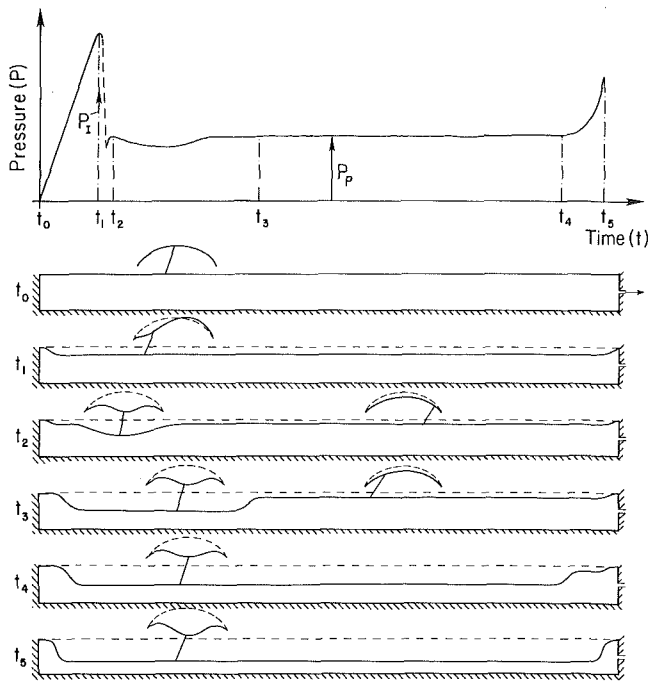 Pressure (P)
P_I
P_p
t_0
t_1
t_2
t_3
t_4
t_5
Time (t)
t_0
t_1
t_2
t_3
t_4
t_5